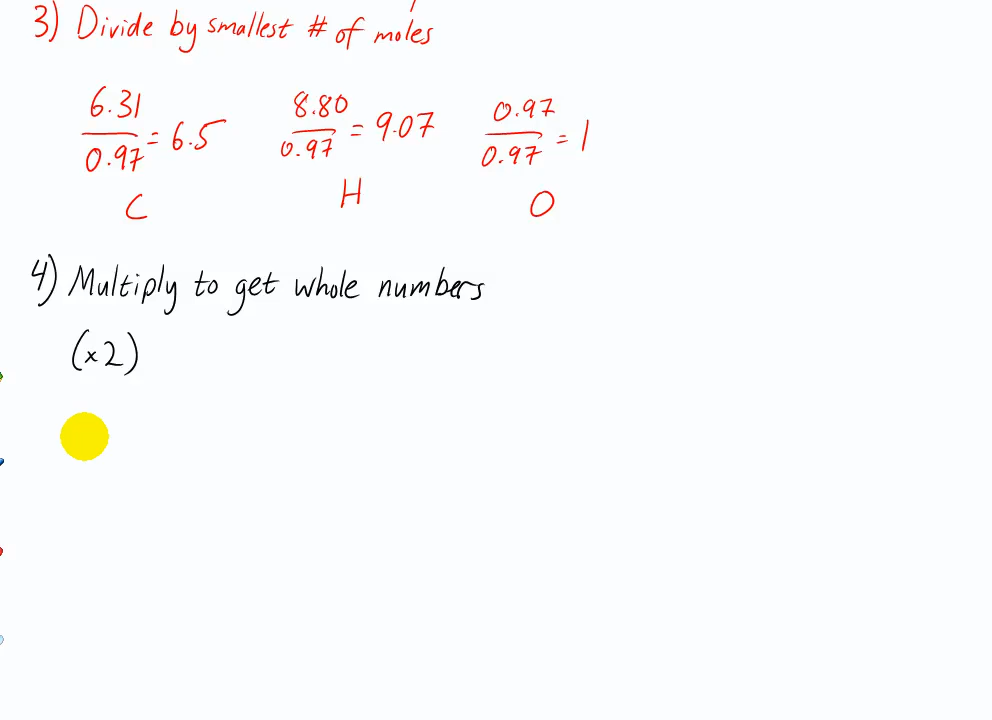 3) Divide by smallest # of moles
6.31/0.97 = 6.5 8.80/0.97 = 9.07 0.97/0.97 = 1
C H O
4) Multiply to get whole numbers
(×2)